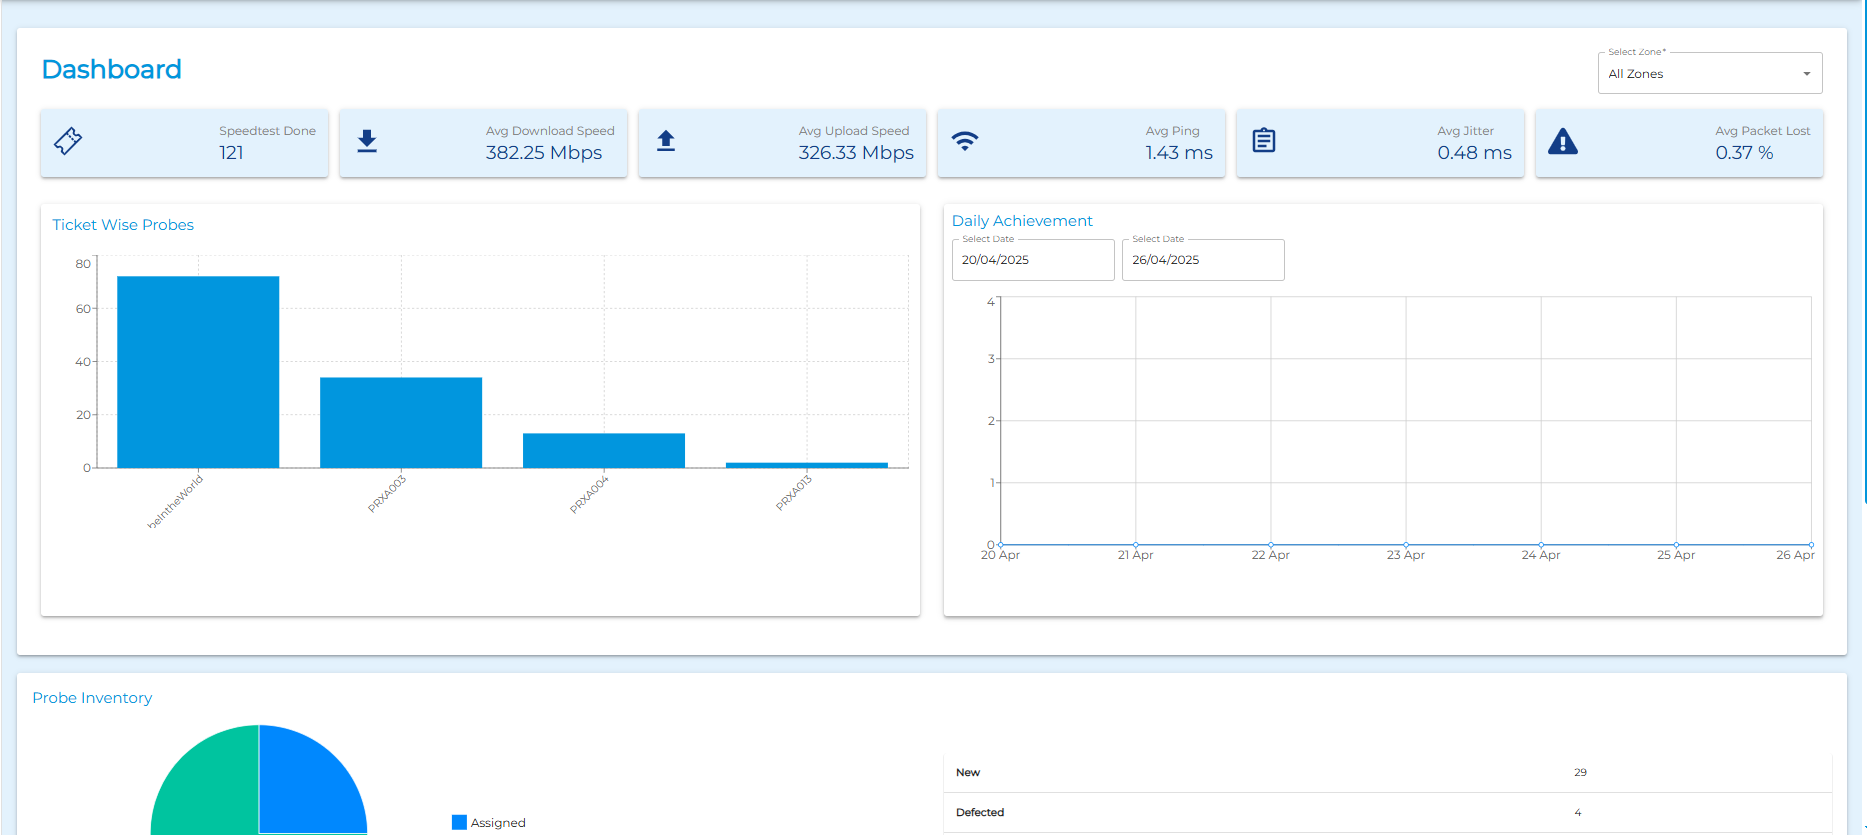 Dashboard
Select Zone*
All Zones
Speedtest Done
121
Avg Download Speed
382.25 Mbps
Avg Upload Speed
326.33 Mbps
Avg Ping
1.43 ms
Avg Jitter
0.48 ms
Avg Packet Lost
0.37 %
Ticket Wise Probes
80
60
40
20
0
beIntheWorld
PRXA003
PRXA004
PRXA013
Daily Achievement
Select Date
20/04/2025
Select Date
26/04/2025
4
3
2
1
0
20 Apr
21 Apr
22 Apr
23 Apr
24 Apr
25 Apr
26 Apr
Probe Inventory
Assigned
New 29
Defected 4